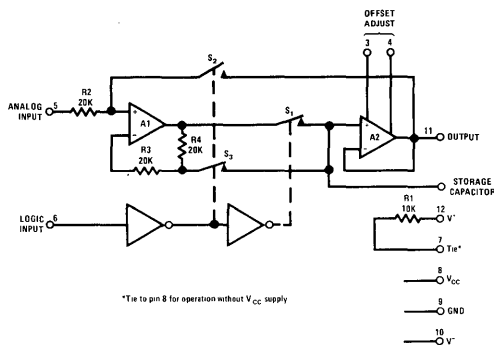 OFFSET
ADJUST
3 4
S2
R2
20K
ANALOG
INPUT
5
+
A1
-
R4
20K
S1
-
A2
+
11 OUTPUT
R3
20K
S3
STORAGE
CAPACITOR
LOGIC
INPUT
6
R1
10K
12
V-
7
Tie*
8
VCC
9
GND
10
V-
*Tie to pin 8 for operation without VCC supply